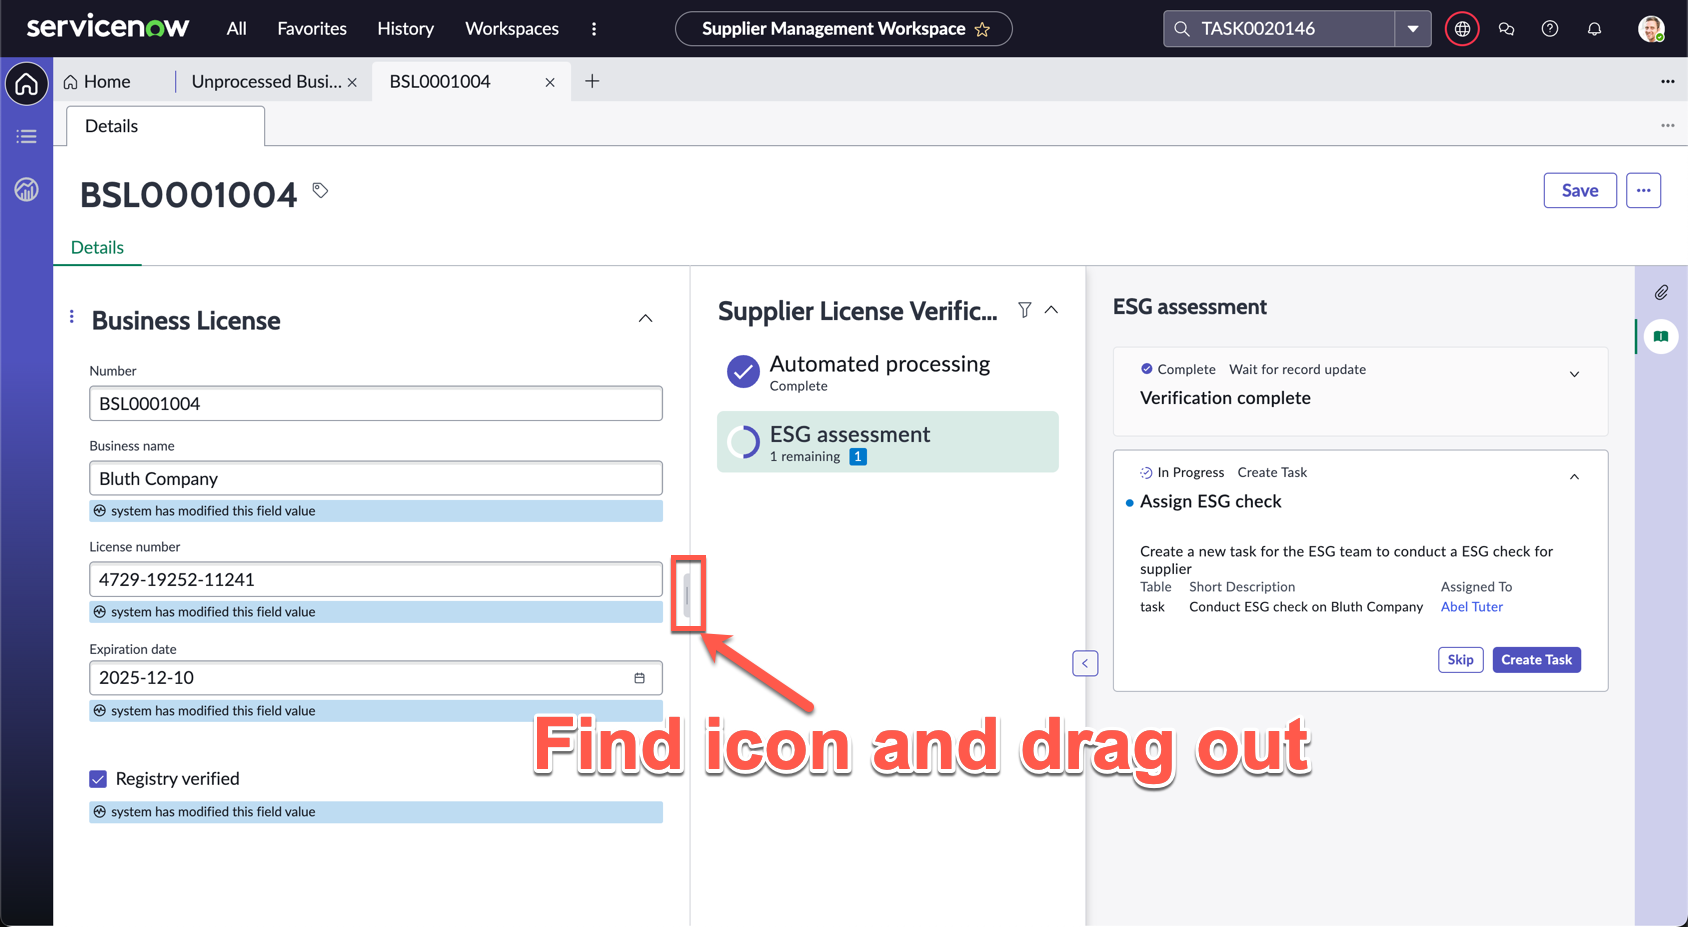 servicenow
All
Favorites
History
Workspaces
Supplier Management Workspace
TASK0020146
Home
Unprocessed Busi...
BSL0001004
Details
BSL0001004
Save
Details
Business License
Number
BSL0001004
Business name
Bluth Company
system has modified this field value
License number
4729-19252-11241
system has modified this field value
Expiration date
2025-12-10
system has modified this field value
Registry verified
system has modified this field value
Supplier License Verific...
Automated processing
Complete
ESG assessment
1 remaining 1
ESG assessment
Complete Wait for record update
Verification complete
In Progress Create Task
Assign ESG check
Create a new task for the ESG team to conduct a ESG check for
supplier
Table Short Description Assigned To
task Conduct ESG check on Bluth Company Abel Tuter
Skip
Create Task
Find icon and drag out